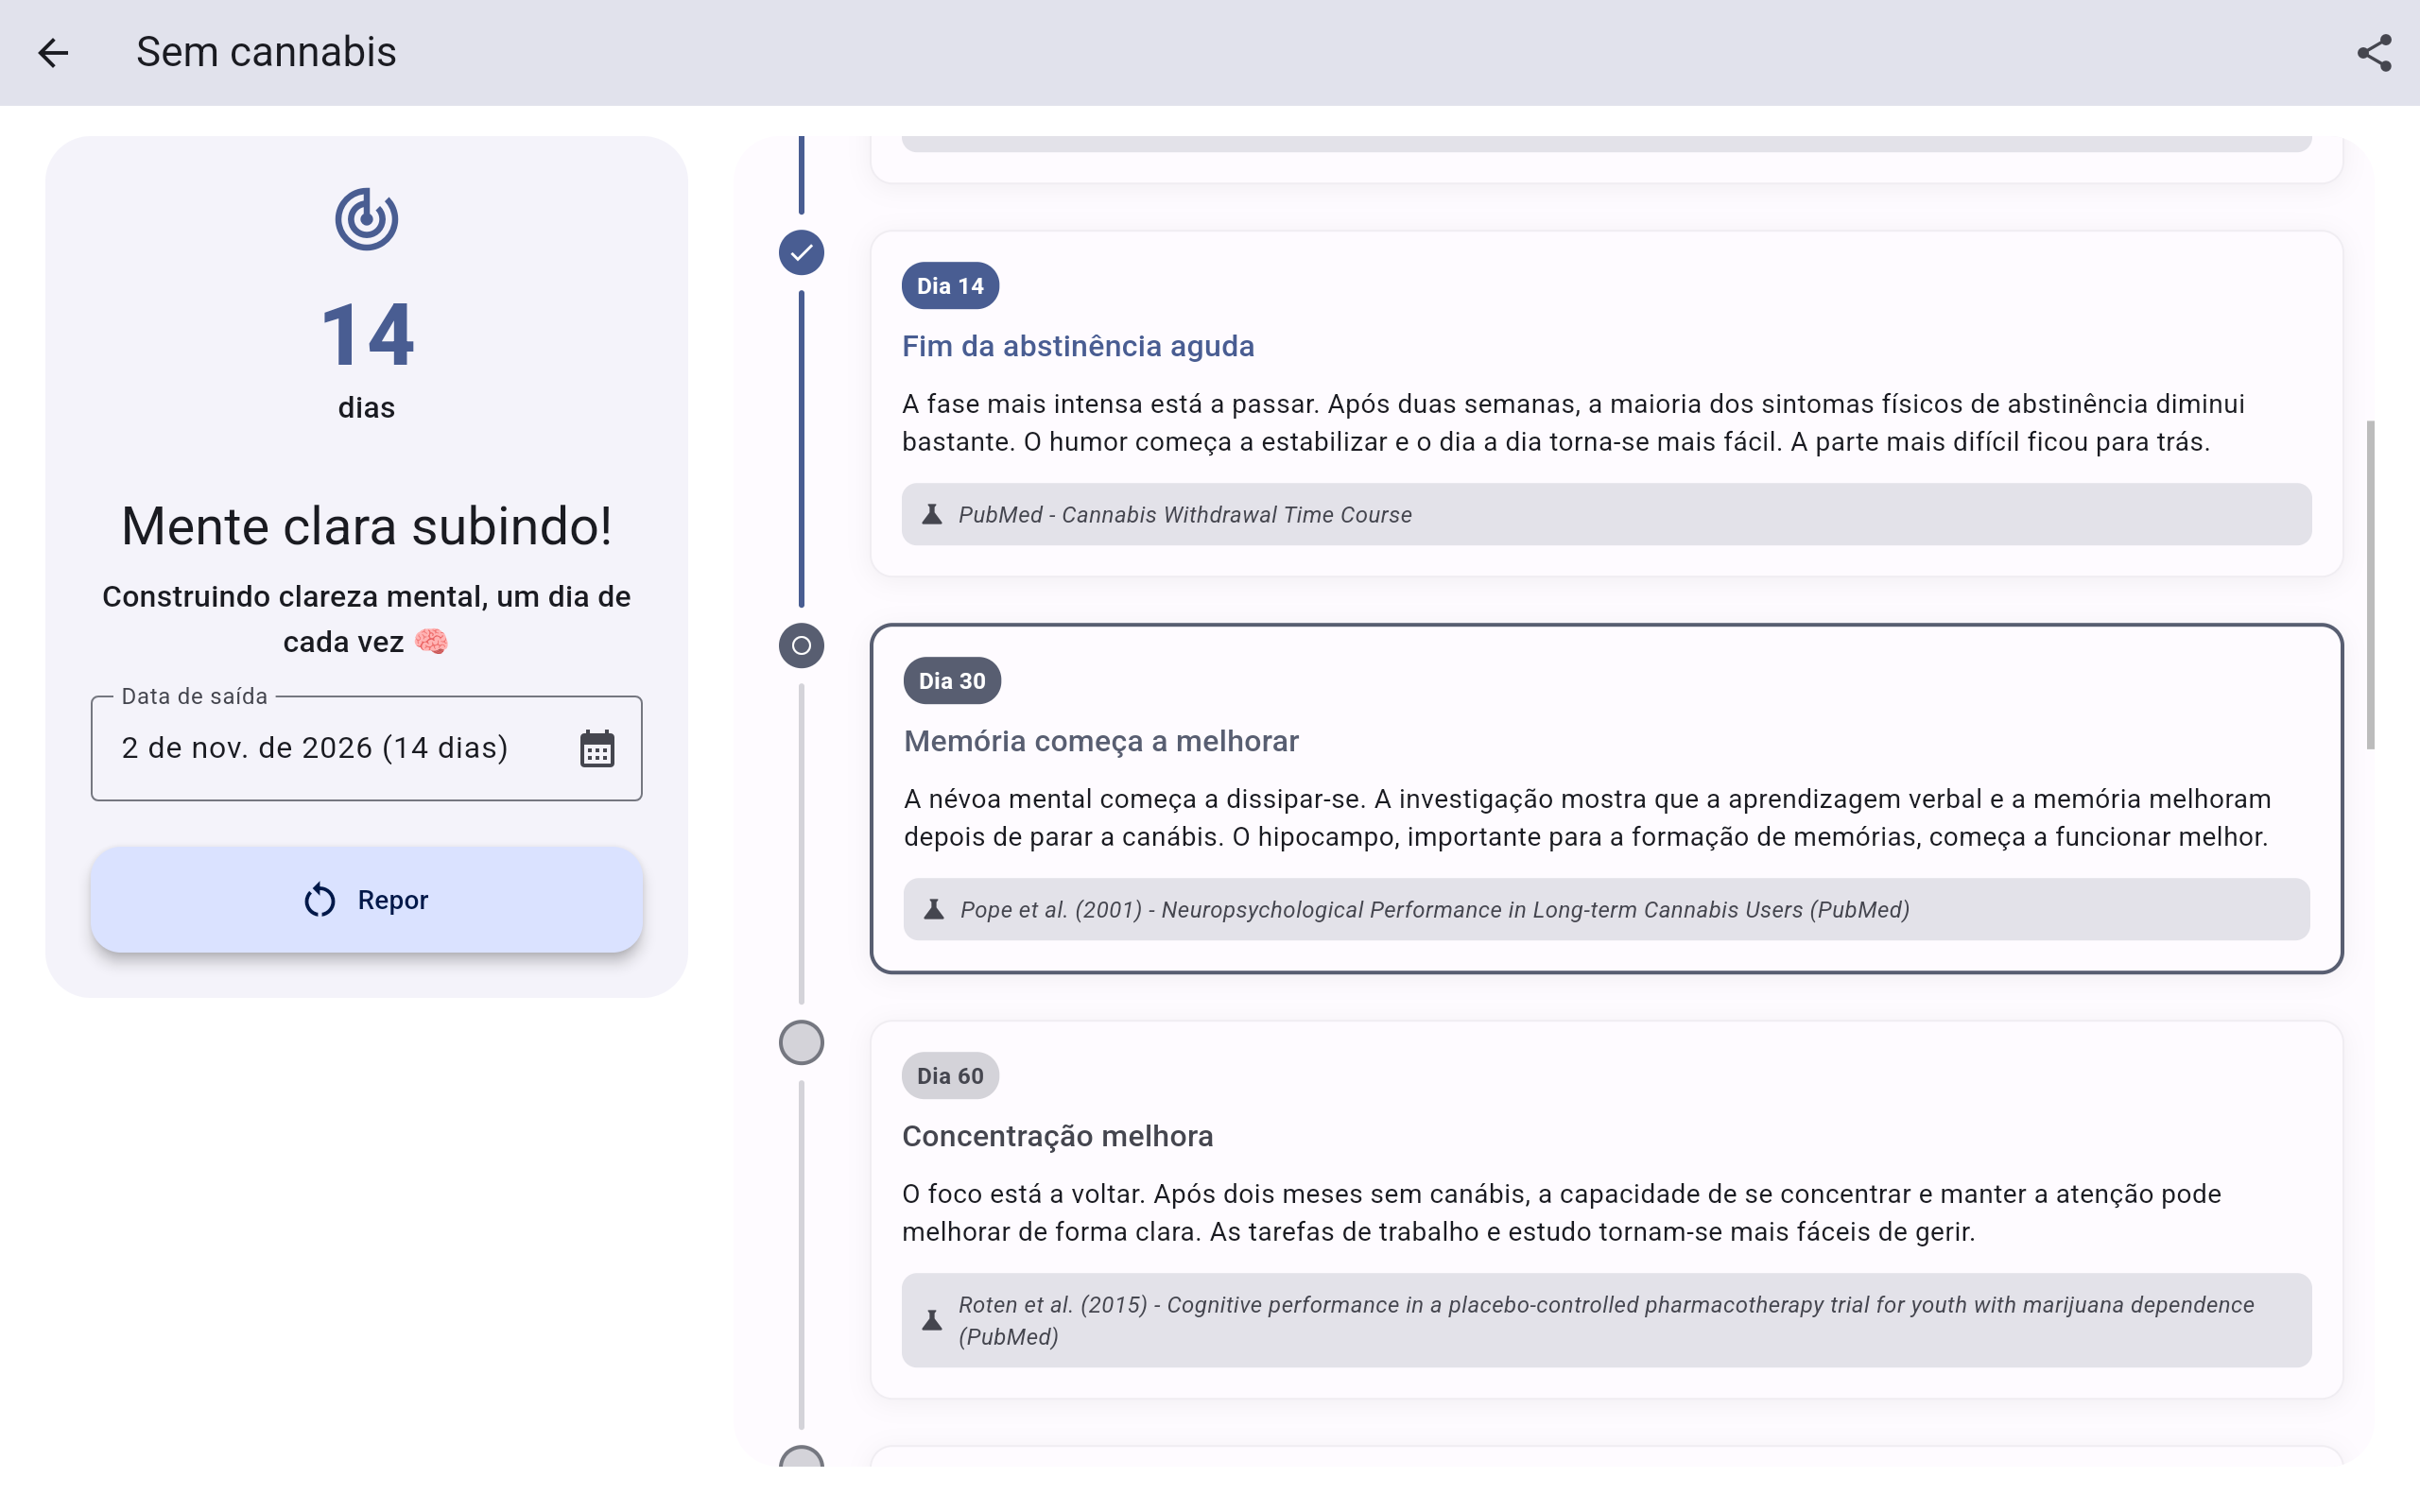 Sem cannabis
14
dias
Mente clara subindo!
Construindo clareza mental, um dia de
cada vez 🧠
Data de saída
2 de nov. de 2026 (14 dias)
Repor
Dia 14
Fim da abstinência aguda
A fase mais intensa está a passar. Após duas semanas, a maioria dos sintomas físicos de abstinência diminui
bastante. O humor começa a estabilizar e o dia a dia torna-se mais fácil. A parte mais difícil ficou para trás.
PubMed - Cannabis Withdrawal Time Course
Dia 30
Memória começa a melhorar
A névoa mental começa a dissipar-se. A investigação mostra que a aprendizagem verbal e a memória melhoram
depois de parar a canábis. O hipocampo, importante para a formação de memórias, começa a funcionar melhor.
Pope et al. (2001) - Neuropsychological Performance in Long-term Cannabis Users (PubMed)
Dia 60
Concentração melhora
O foco está a voltar. Após dois meses sem canábis, a capacidade de se concentrar e manter a atenção pode
melhorar de forma clara. As tarefas de trabalho e estudo tornam-se mais fáceis de gerir.
Roten et al. (2015) - Cognitive performance in a placebo-controlled pharmacotherapy trial for youth with marijuana dependence
(PubMed)